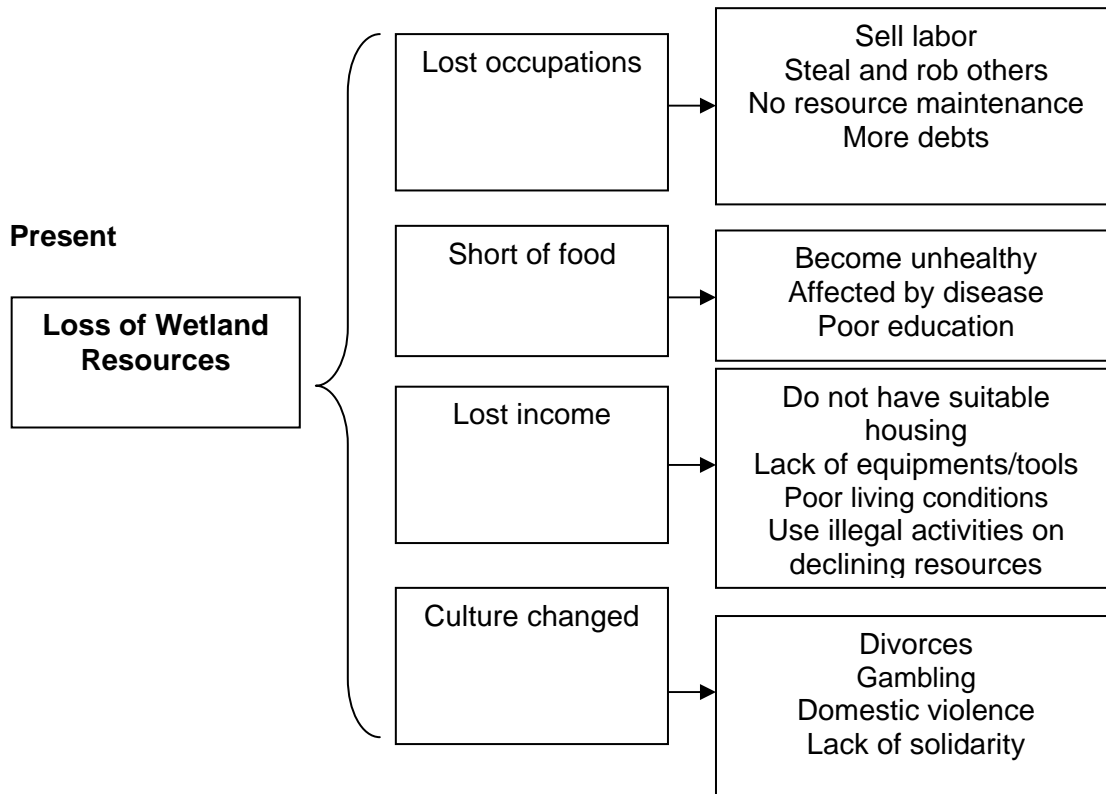 Present
Loss of Wetland
Resources
Lost occupations
Sell labor
Steal and rob others
No resource maintenance
More debts
Short of food
Become unhealthy
Affected by disease
Poor education
Lost income
Do not have suitable
housing
Lack of equipments/tools
Poor living conditions
Use illegal activities on
declining resources
Culture changed
Divorces
Gambling
Domestic violence
Lack of solidarity